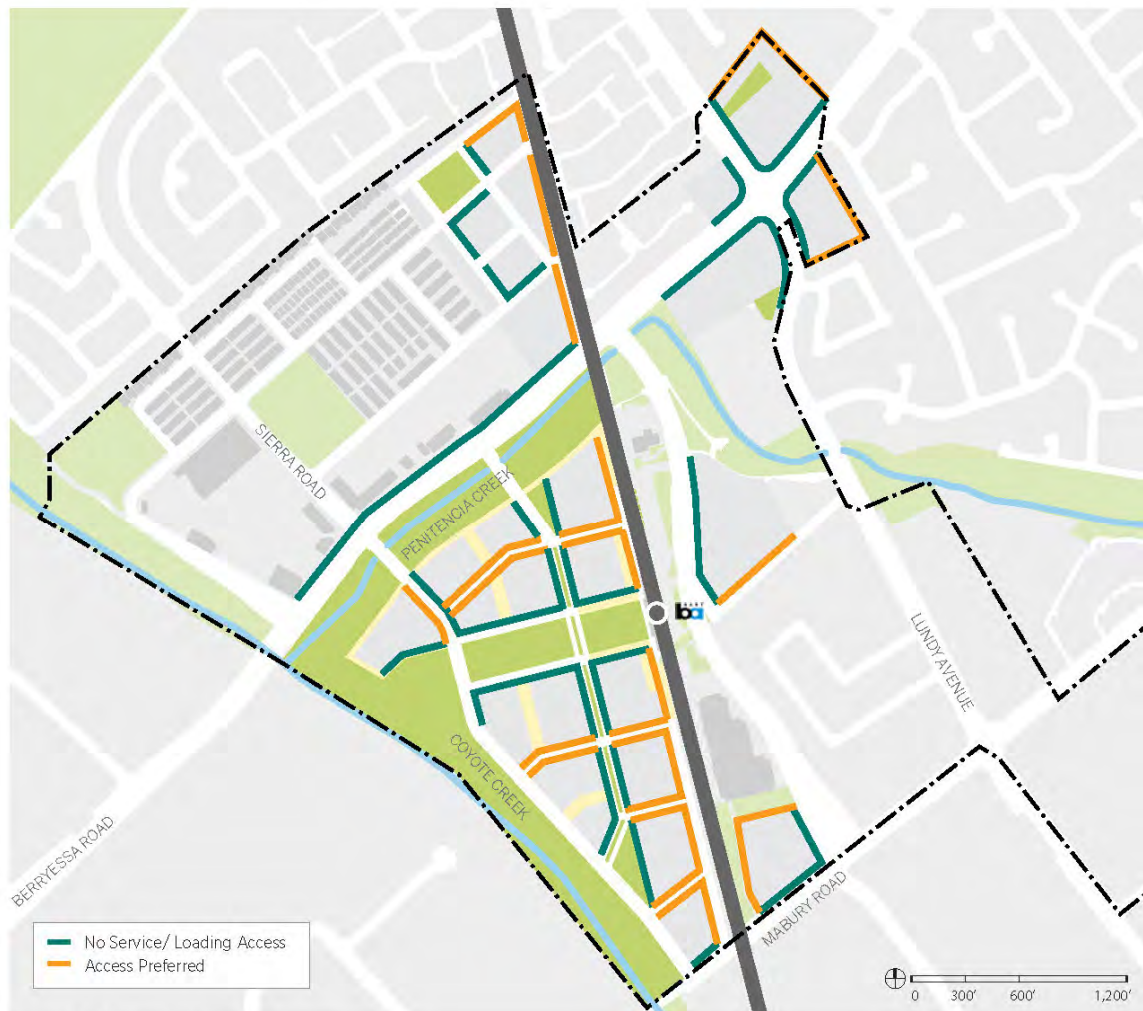 SIERRA ROAD
PENITENCIA CREEK
ba
LUNDY AVENUE
COYOTE CREEK
BERRYESSA ROAD
MABURY ROAD
No Service/ Loading Access
Access Preferred
0 300' 600' 1,200'